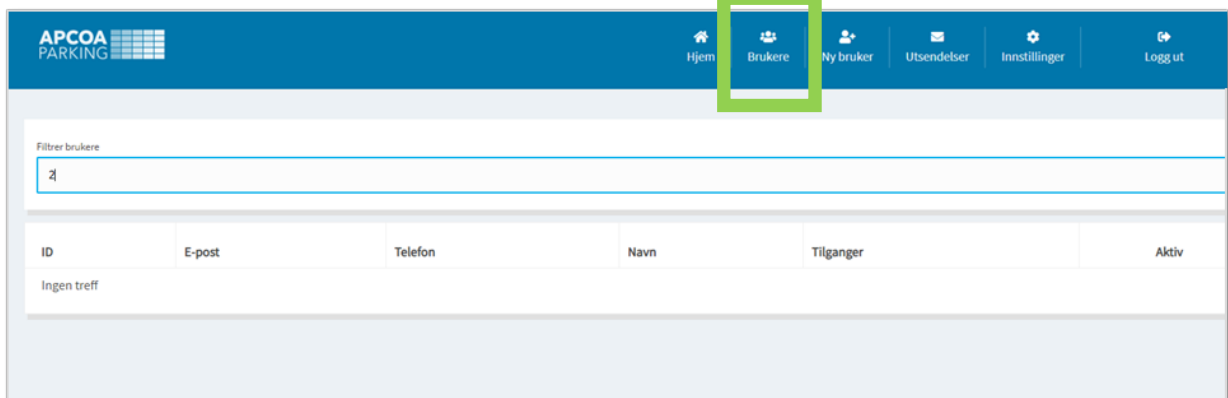 APCOA
PARKING
Hjem Brukere Ny bruker Utsendelser Innstillinger Logg ut
Filtrer brukere
2
ID E-post Telefon Navn Tilganger Aktiv
Ingen treff